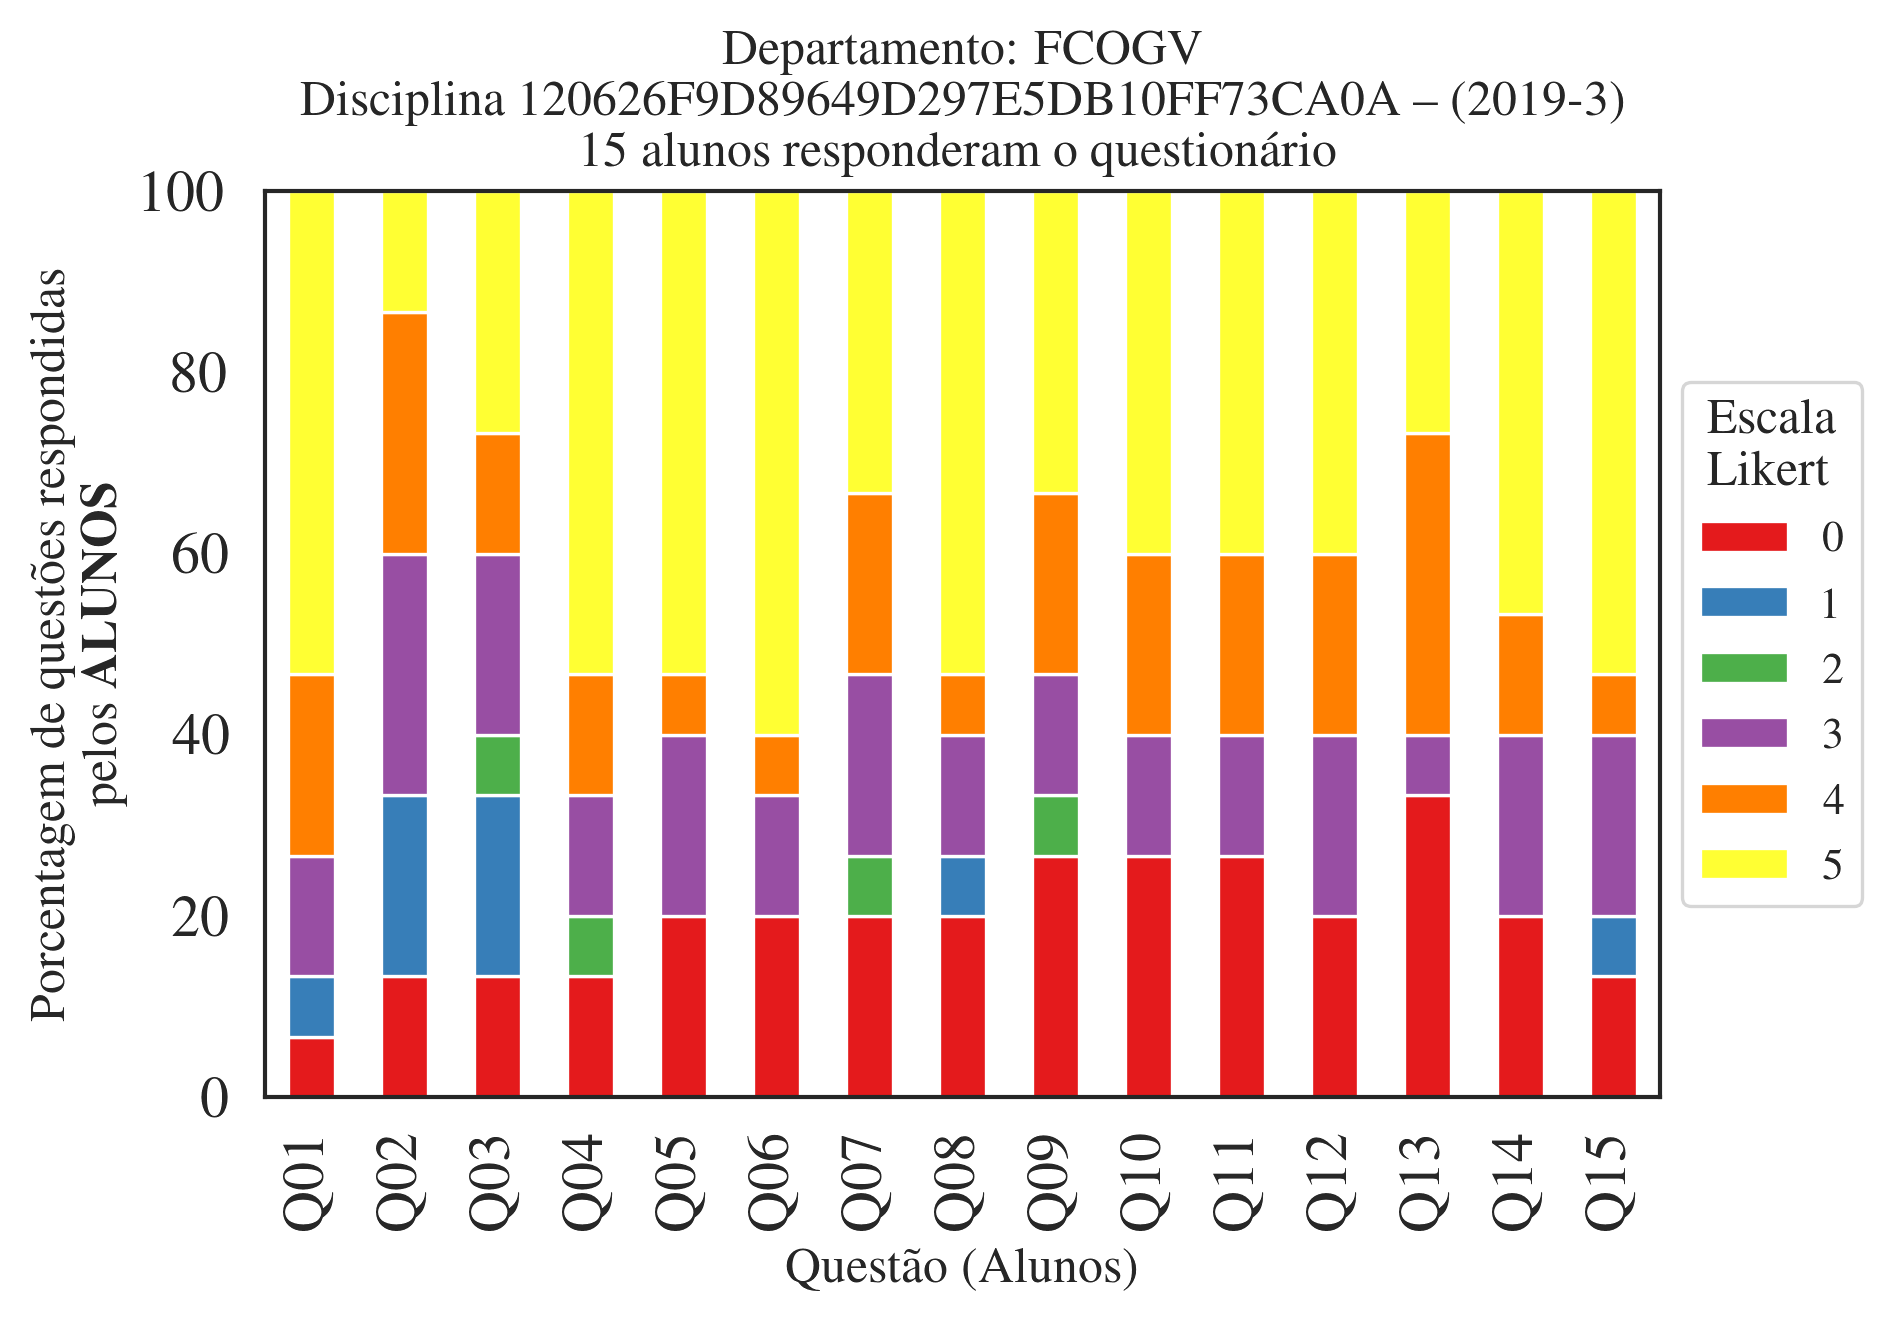 Departamento: FCOGV
Disciplina 120626F9D89649D297E5DB10FF73CA0A – (2019-3)
15 alunos responderam o questionário
Porcentagem de questões respondidas
pelos ALUNOS
100
80
60
40
20
0
Q01
Q02
Q03
Q04
Q05
Q06
Q07
Q08
Q09
Q10
Q11
Q12
Q13
Q14
Q15
Questão (Alunos)
Escala
Likert
0
1
2
3
4
5